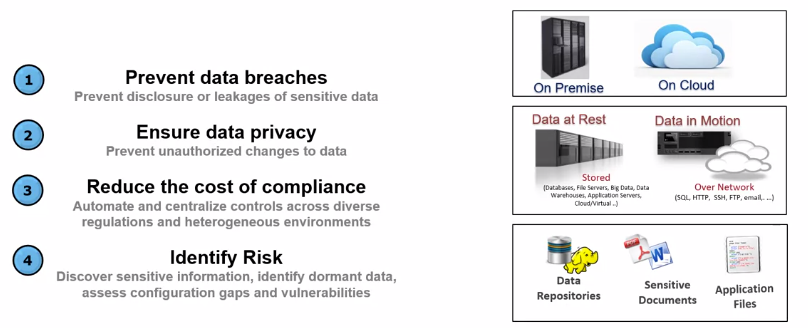 1
Prevent data breaches
Prevent disclosure or leakages of sensitive data
2
Ensure data privacy
Prevent unauthorized changes to data
3
Reduce the cost of compliance
Automate and centralize controls across diverse
regulations and heterogeneous environments
4
Identify Risk
Discover sensitive information, identify dormant data,
assess configuration gaps and vulnerabilities
On Premise
On Cloud
Data at Rest
Stored
(Databases, File Servers, Big Data, Data
Warehouses, Application Servers,
Cloud/Virtual ..)
Data in Motion
Over Network
(SQL, HTTP, SSH, FTP, email,. ...)
Data
Repositories
W
Sensitive
Documents
Application
Files